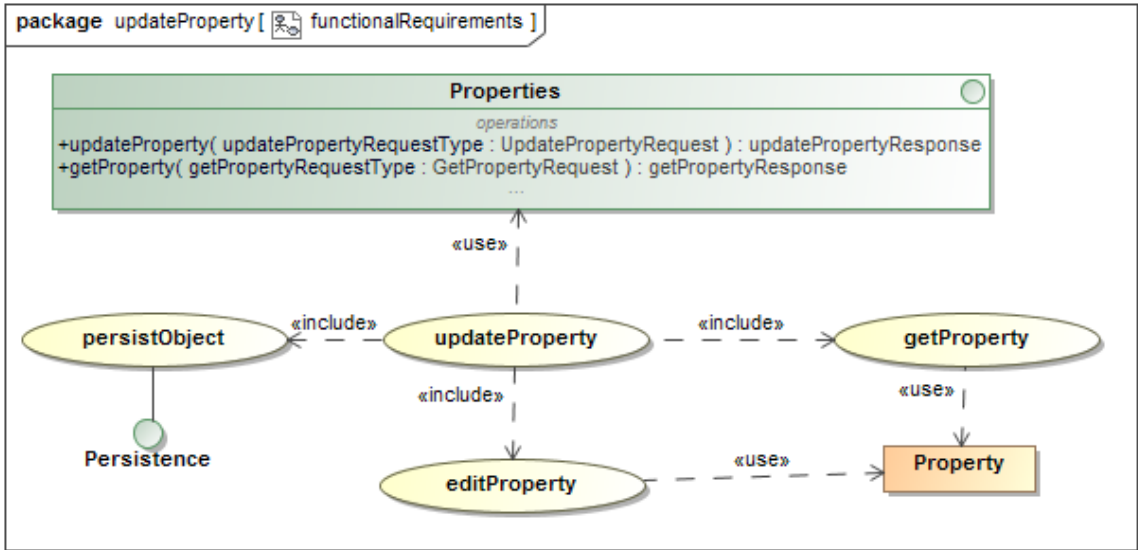 package updateProperty [ functionalRequirements ]
Properties
operations
+updateProperty( updatePropertyRequestType : UpdatePropertyRequest ) : updatePropertyResponse
+getProperty( getPropertyRequestType : GetPropertyRequest ) : getPropertyResponse
...
«use»
persistObject
«include»
updateProperty
«include»
getProperty
«include»
«use»
Persistence
editProperty
«use»
Property